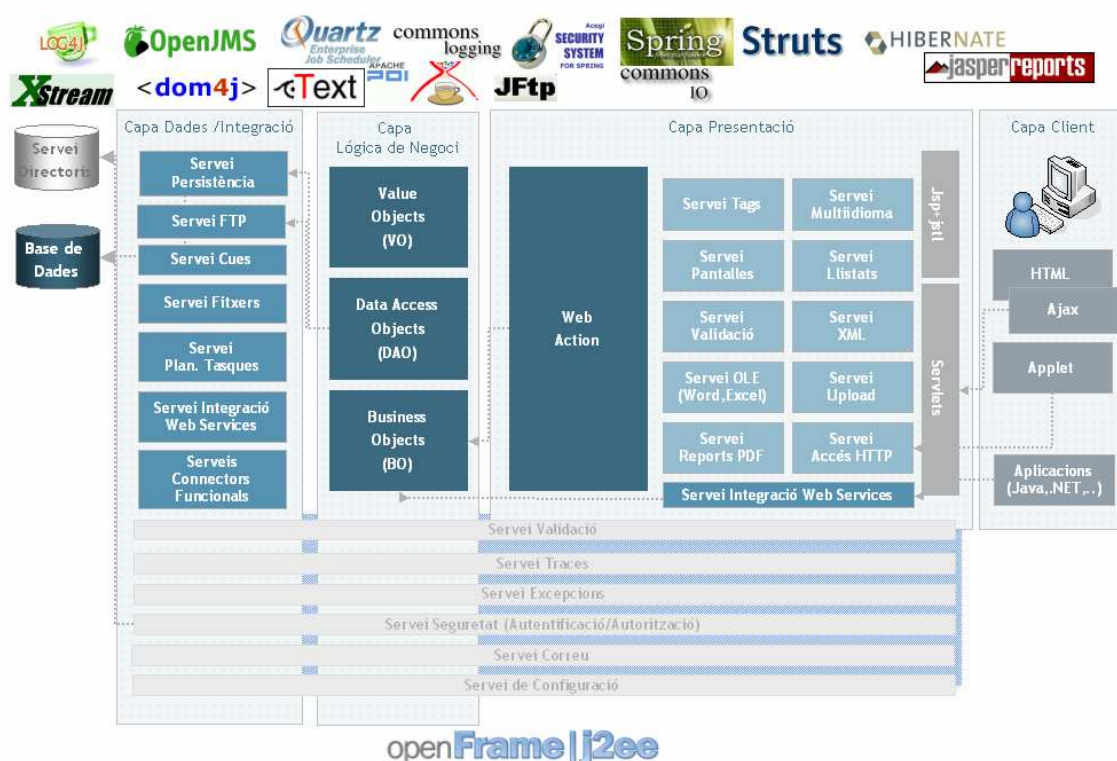 LOG4J
OpenJMS
Quartz
Enterprise
Job Scheduler
commons
logging
Acegi
SECURITY
SYSTEM
FOR SPRING
Spring
Struts
HIBERNATE
XStream
<dom4j>
iText
APACHE
POI
JFtp
commons
IO
jasperreports
Capa Dades /Integració
Servei
Directoris
Base de
Dades
Servei
Persistència
Servei FTP
Servei Cues
Servei Fitxers
Servei
Plan. Tasques
Servei Integració
Web Services
Serveis
Connectors
Funcionals
Capa
Lógica de Negoci
Value
Objects
(VO)
Data Access
Objects
(DAO)
Business
Objects
(BO)
Capa Presentació
Web
Action
Servei Tags
Servei
Multiidioma
Servei
Pantalles
Servei
Llistats
Servei
Validació
Servei
XML
Servei OLE
(Word,Excel)
Servei
Upload
Servei
Reports PDF
Servei
Accés HTTP
Servei Integració Web Services
Jsp+jstl
Servlets
Capa Client
HTML
Ajax
Applet
Aplicacions
(Java,.NET,..)
Servei Validació
Servei Traces
Servei Excepcions
Servei Seguretat (Autentificació/Autorització)
Servei Correu
Servei de Configuració
openFrame|j2ee